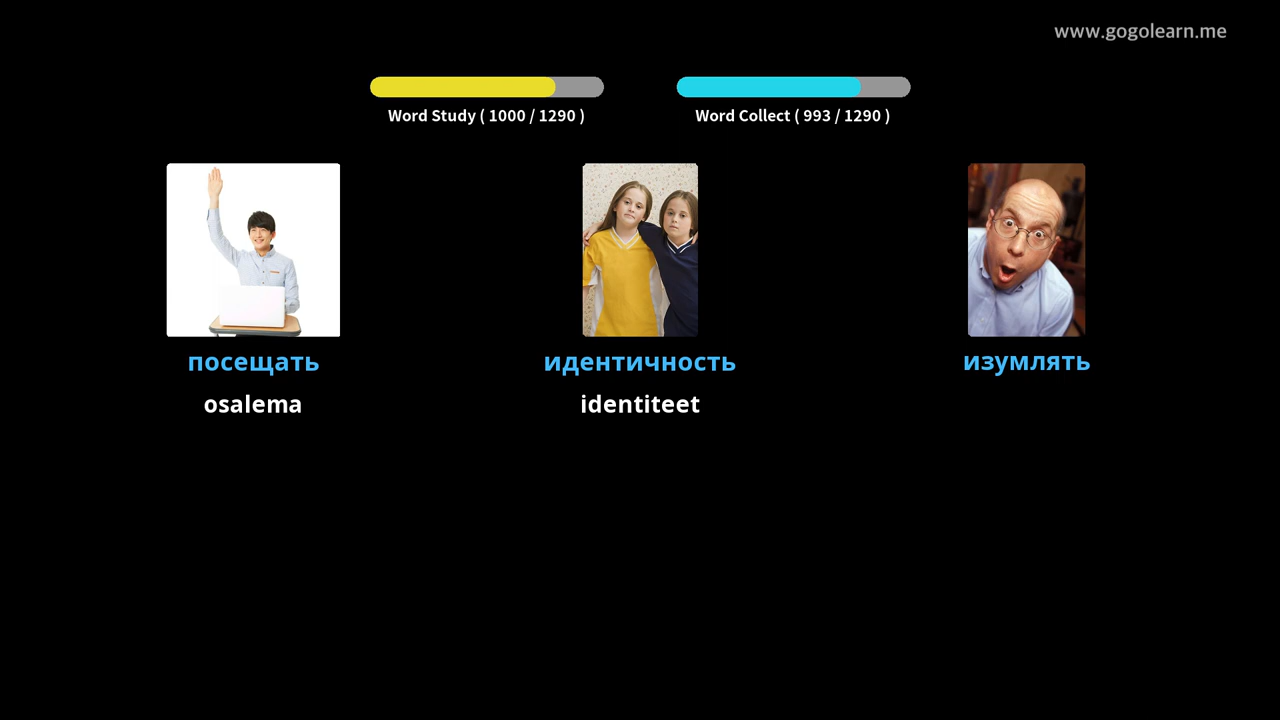 www.gogolearn.me
Word Study ( 1000 / 1290 )
Word Collect ( 993 / 1290 )
посещать
идентичность
изумлять
osalema
identiteet